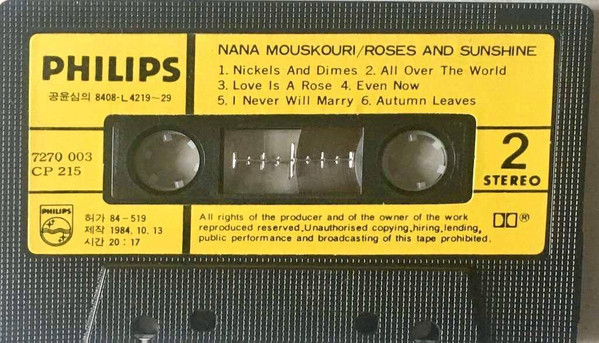 PHILIPS
공윤심의 8408-L4219~29
NANA MOUSKOURI/ROSES AND SUNSHINE
1. Nickels And Dimes 2. All Over The World
3. Love Is A Rose 4. Even Now
5. I Never Will Marry 6. Autumn Leaves
7270 003
CP 215
2
STEREO
PHILIPS
허가 84-519
제작 1984. 10. 13
시간 20 : 17
All rights of the producer and of the owner of the work
reproduced reserved,Unauthorised copying,hiring,lending,
public performance and broadcasting of this tape prohibited.